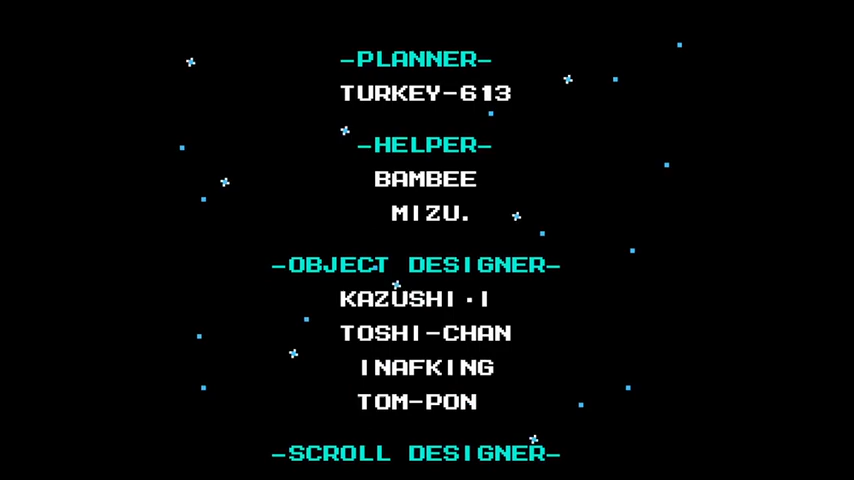 -PLANNER-
TURKEY-613
-HELPER-
BAMBEE
MIZU.
-OBJECT DESIGNER-
KAZUSHI·I
TOSHI-CHAN
INAFKING
TOM-PON
-SCROLL DESIGNER-